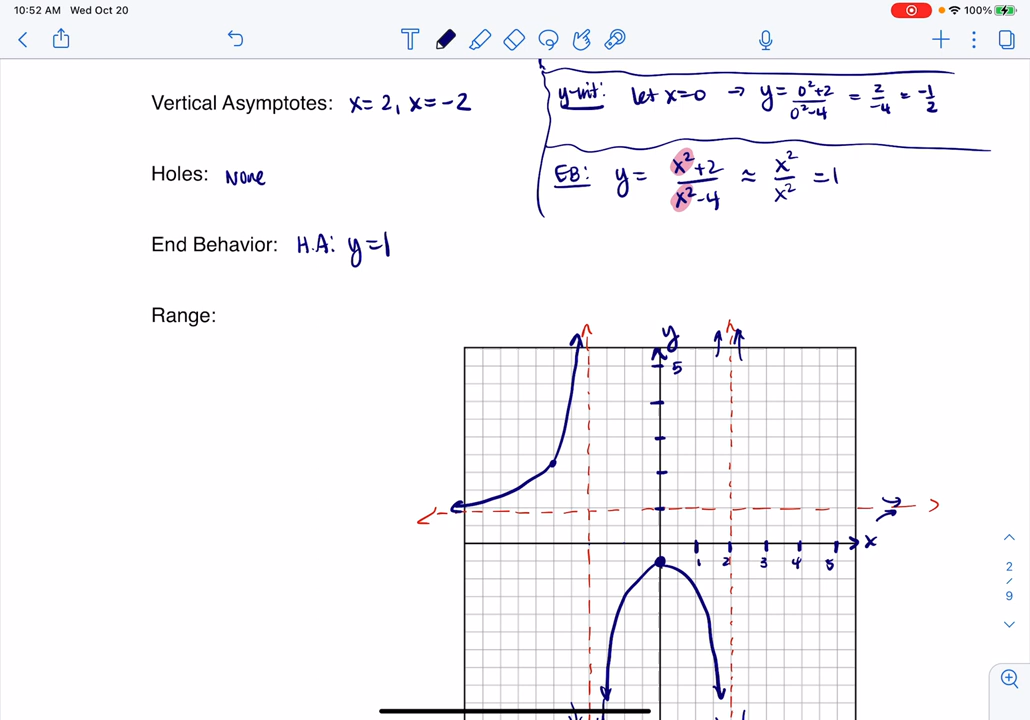 10:52 AM Wed Oct 20
100%
T
Vertical Asymptotes: x=2, x=-2
y-int: let x=0 → y= 0²+2/0²-4 = 2/-4 = -1/2
Holes: None
EB: y= x²+2/x²-4 ≈ x²/x² =1
End Behavior: H.A: y=1
Range:
y
5
x
1 2 3 4 5
2
/
9